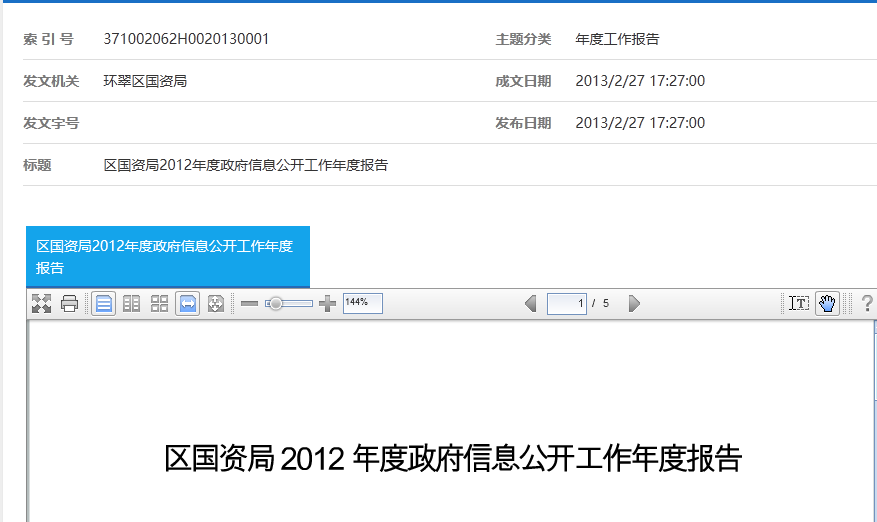 索 引 号 371002062H0020130001 主题分类 年度工作报告
发文机关 环翠区国资局 成文日期 2013/2/27 17:27:00
发文字号 发布日期 2013/2/27 17:27:00
标题 区国资局2012年度政府信息公开工作年度报告
区国资局2012年度政府信息公开工作年度
报告
144% 1 / 5 T ?
区国资局 2012 年度政府信息公开工作年度报告